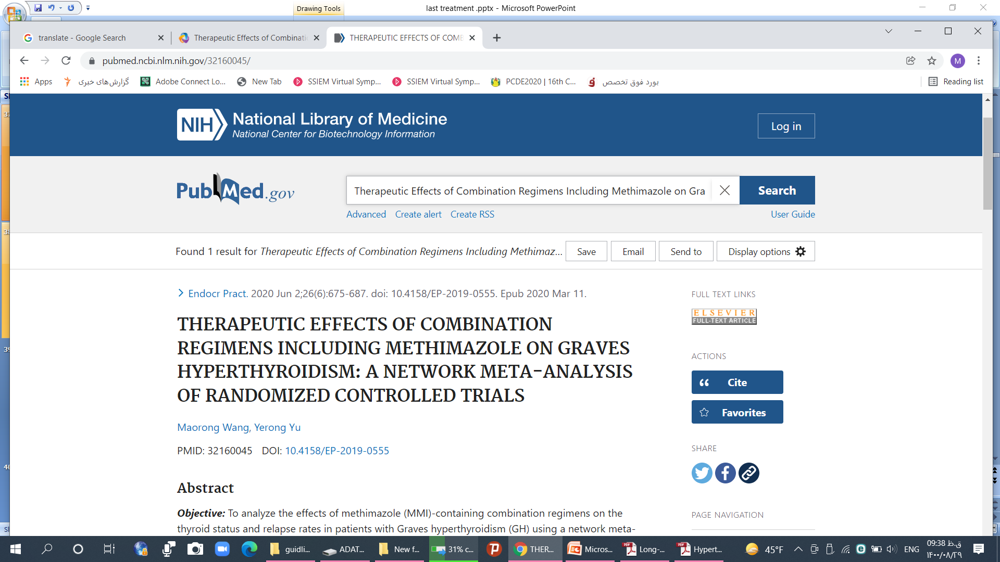 Drawing Tools
last treatment .pptx - Microsoft PowerPoint
translate - Google Search
Therapeutic Effects of Combinati
THERAPEUTIC EFFECTS OF COME
pubmed.ncbi.nlm.nih.gov/32160045/
M
Apps
گزارش‌های خبری
Adobe Connect Lo...
New Tab
SSIEM Virtual Symp...
SSIEM Virtual Symp...
PCDE2020 | 16th C...
بورد فوق تخصص
Reading list
NIH
National Library of Medicine
National Center for Biotechnology Information
Log in
PubMed.gov
Therapeutic Effects of Combination Regimens Including Methimazole on Gra
Search
Advanced
Create alert
Create RSS
User Guide
Found 1 result for Therapeutic Effects of Combination Regimens Including Methimaz...
Save
Email
Send to
Display options
Endocr Pract. 2020 Jun 2;26(6):675-687. doi: 10.4158/EP-2019-0555. Epub 2020 Mar 11.
THERAPEUTIC EFFECTS OF COMBINATION
REGIMENS INCLUDING METHIMAZOLE ON GRAVES
HYPERTHYROIDISM: A NETWORK META-ANALYSIS
OF RANDOMIZED CONTROLLED TRIALS
Maorong Wang, Yerong Yu
PMID: 32160045 DOI: 10.4158/EP-2019-0555
Abstract
Objective: To analyze the effects of methimazole (MMI)-containing combination regimens on the
thyroid status and relapse rates in patients with Graves hyperthyroidism (GH) using a network meta-
FULL TEXT LINKS
ELSEVIER
FULL-TEXT ARTICLE
ACTIONS
Cite
Favorites
SHARE
PAGE NAVIGATION
guidli...
ADAT...
New f...
31% c...
THER...
Micros...
Long-...
Hypert...
45°F
ENG
09:38 ق.ظ
۱۴۰۰/۰۸/۲۹